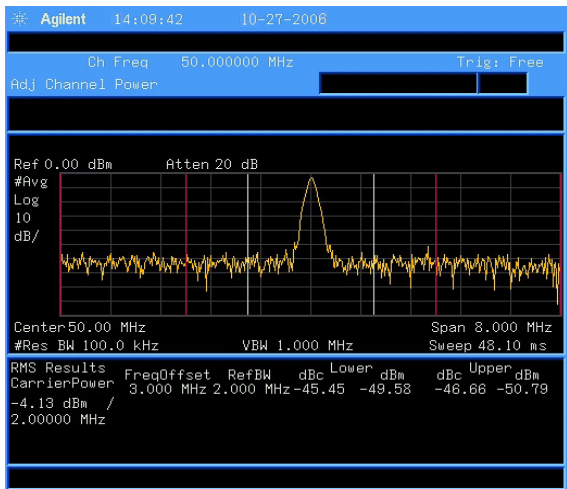 Agilent 14:09:42 10-27-2006
Ch Freq 50.000000 MHz Trig: Free
Adj Channel Power
Ref 0.00 dBm Atten 20 dB
#Avg
Log
10
dB/
Center 50.00 MHz Span 8.000 MHz
#Res BW 100.0 kHz VBW 1.000 MHz Sweep 48.10 ms
RMS Results FreqOffset RefBW dBc Lower dBm dBc Upper dBm
CarrierPower 3.000 MHz 2.000 MHz -45.45 -49.58 -46.66 -50.79
-4.13 dBm /
2.00000 MHz